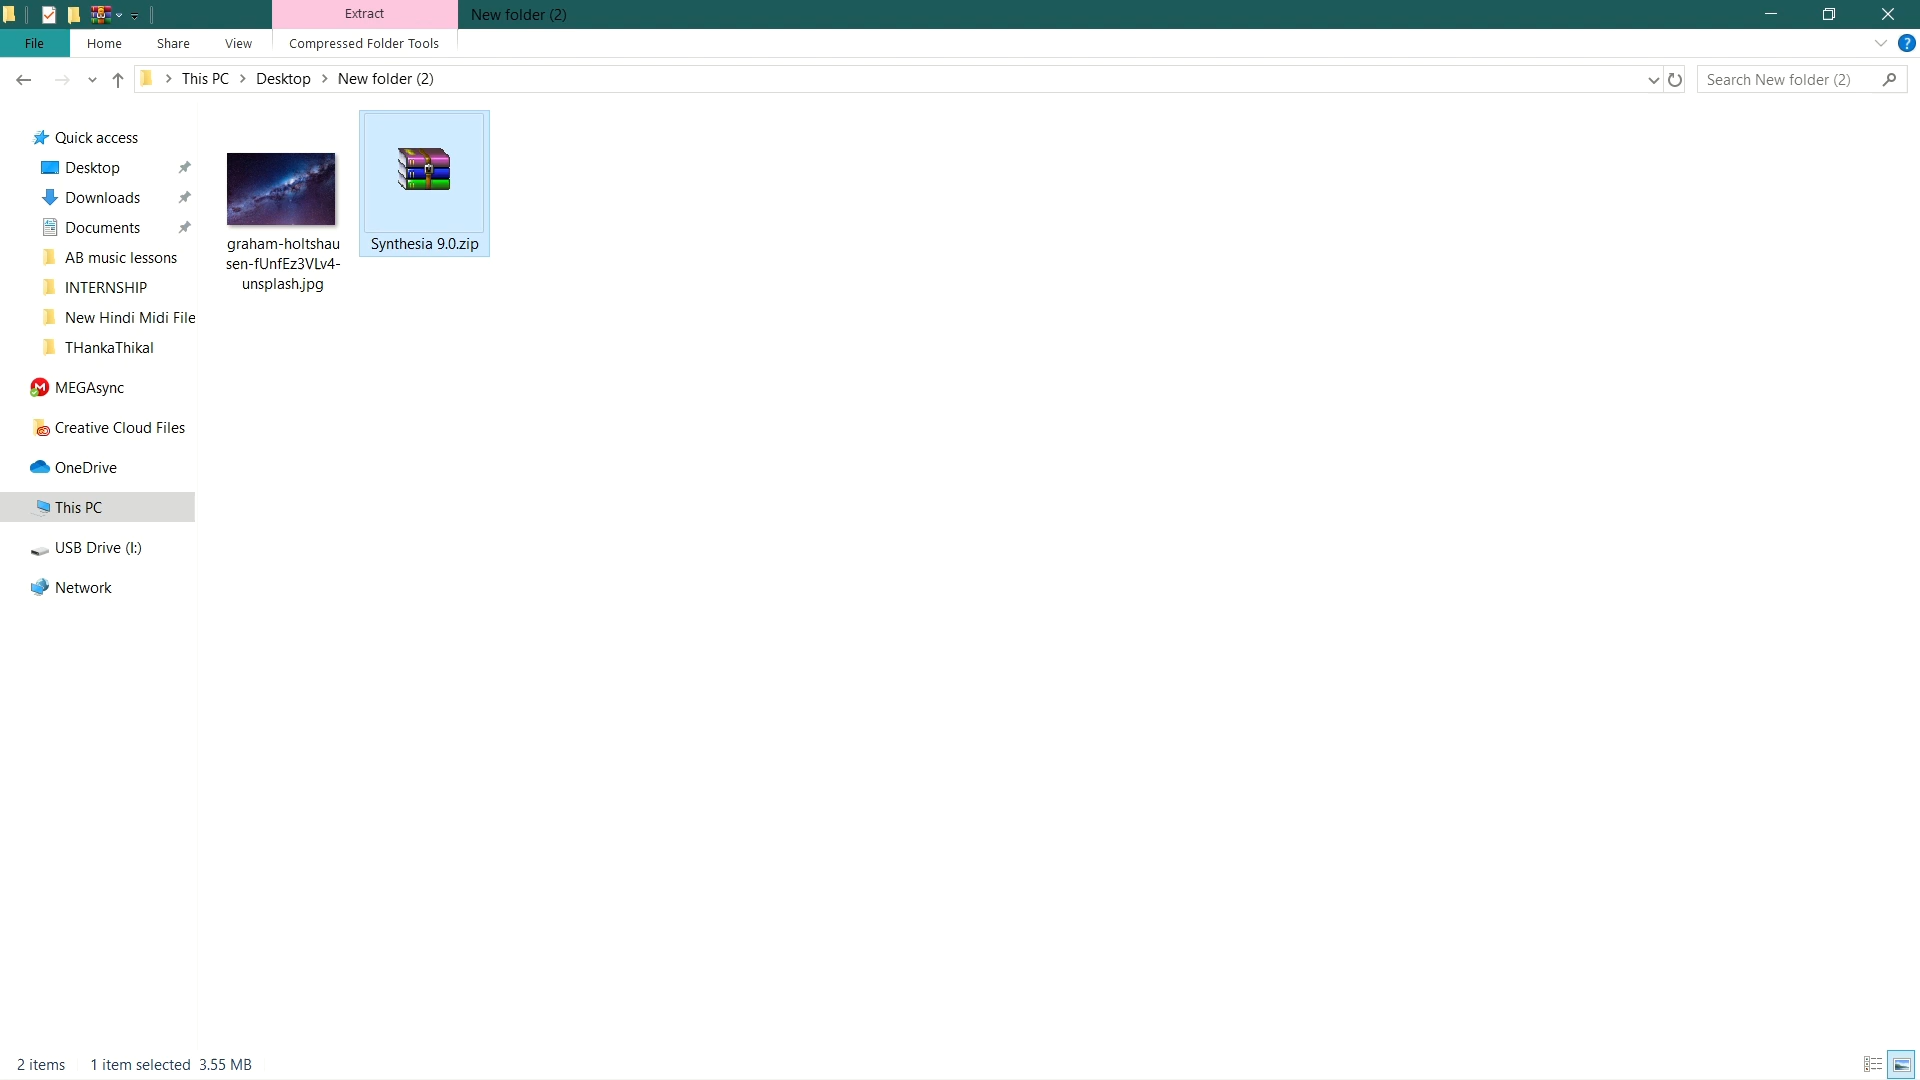 Extract
New folder (2)
File
Home
Share
View
Compressed Folder Tools
This PC
Desktop
New folder (2)
Search New folder (2)
Quick access
Desktop
Downloads
Documents
AB music lessons
INTERNSHIP
New Hindi Midi File
THankaThikal
MEGAsync
Creative Cloud Files
OneDrive
This PC
USB Drive (I:)
Network
graham-holtshau
sen-fUnfEz3VLv4-
unsplash.jpg
Synthesia 9.0.zip
2 items
1 item selected 3.55 MB